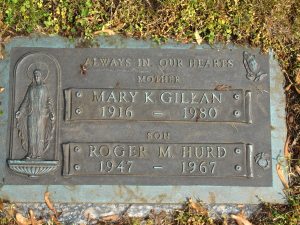 ALWAYS IN OUR HEARTS
MOTHER
MARY K. GILLAN
1916 – 1980
SON
ROGER M. HURD
1947 – 1967